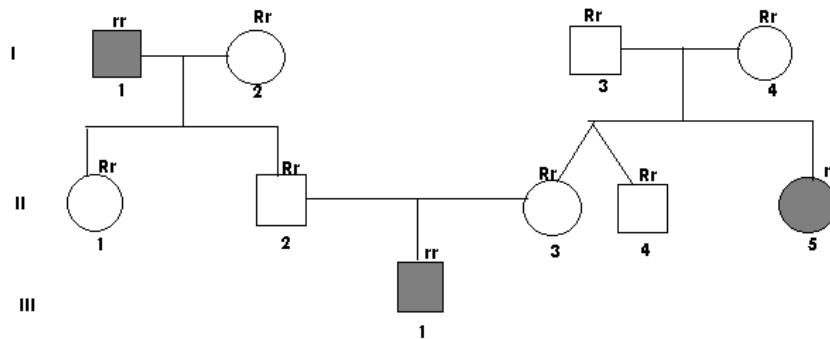 rr Rr Rr Rr
I
1 2 3 4
Rr Rr Rr Rr r
II
1 2 3 4 5
rr
III
1